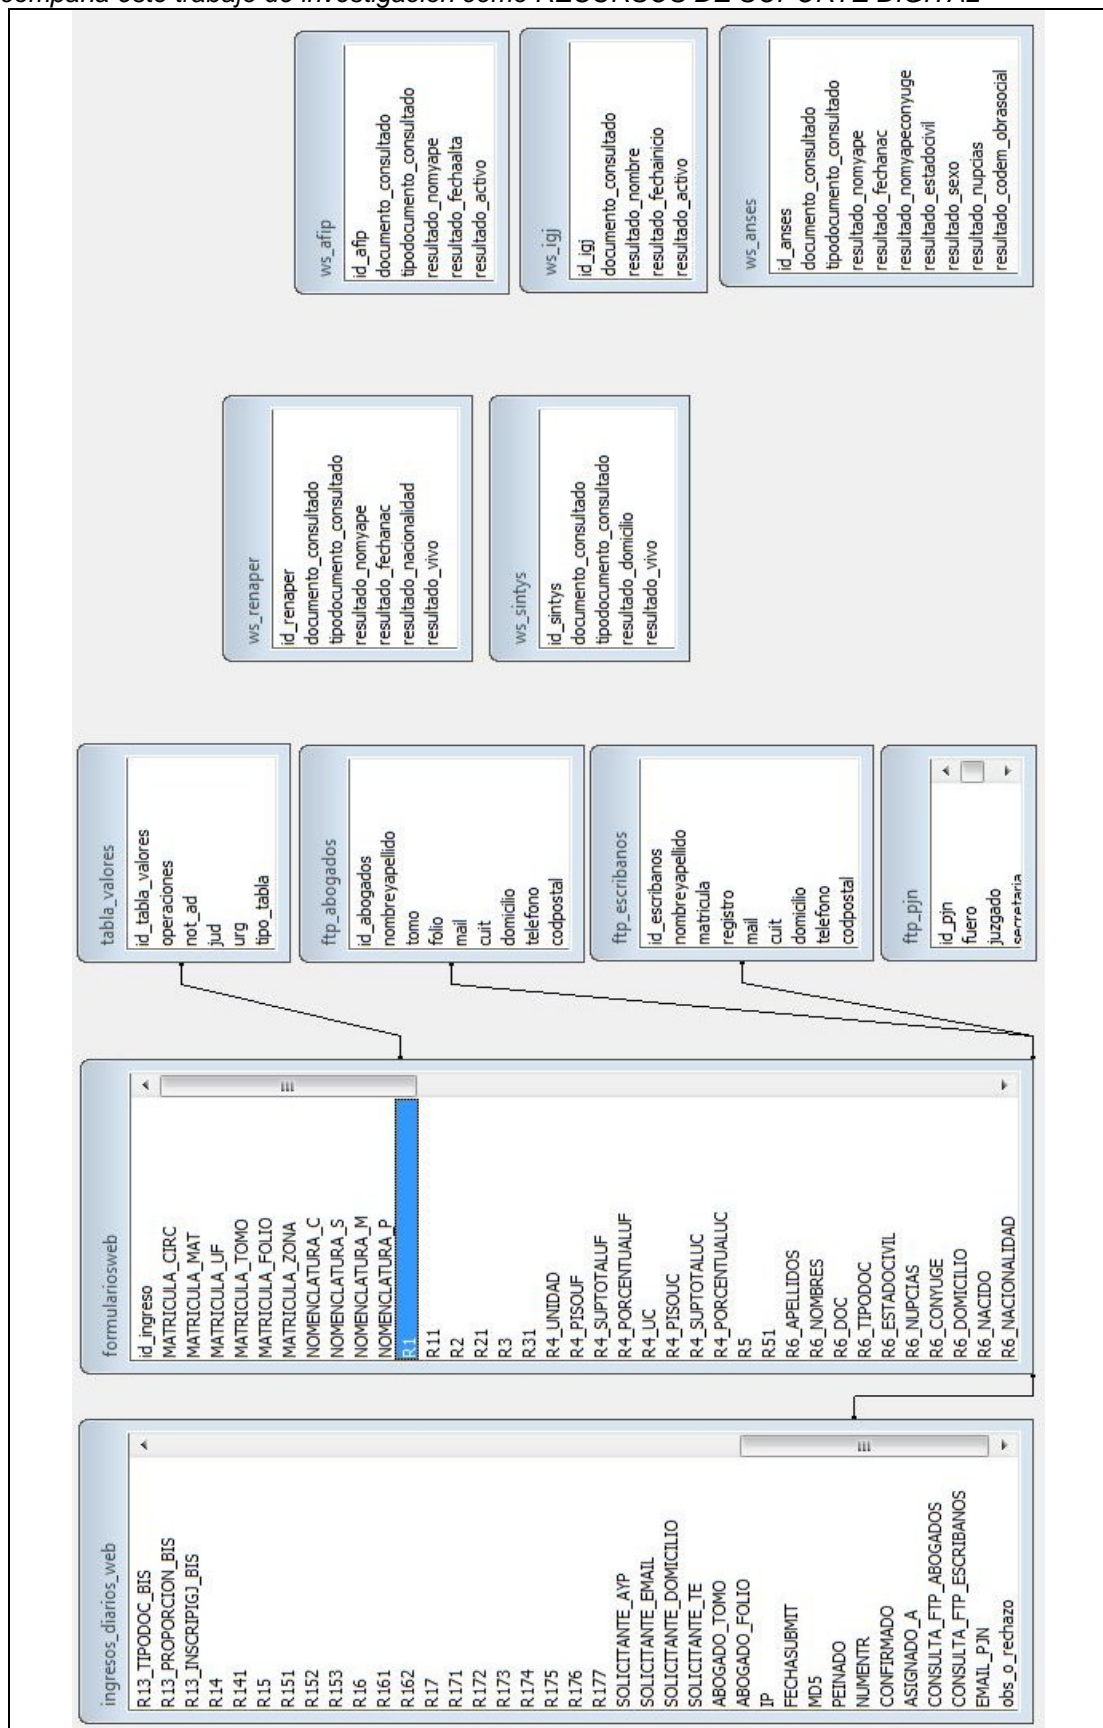 ompaña este trabajo de investigación como RECURSOS DE SOPORTE DIGITAL
ingresos_diarios_web
R13_TIPODOC_BIS
R13_PROPORCION_BIS
R13_INSCRIPIGJ_BIS
R14
R141
R15
R151
R152
R153
R16
R161
R162
R17
R171
R172
R173
R174
R175
R176
R177
SOLICITANTE_AYP
SOLICITANTE_EMAIL
SOLICITANTE_DOMICILIO
SOLICITANTE_TE
ABOGADO_TOMO
ABOGADO_FOLIO
IP
FECHASUBMIT
MD5
PEINADO
NUMENTR
CONFIRMADO
ASIGNADO_A
CONSULTA_FTP_ABOGADOS
CONSULTA_FTP_ESCRIBANOS
EMAIL_PJN
obs_o_rechazo
formulariosweb
id_ingreso
MATRICULA_CIRC
MATRICULA_MAT
MATRICULA_UF
MATRICULA_TOMO
MATRICULA_FOLIO
MATRICULA_ZONA
NOMENCLATURA_C
NOMENCLATURA_S
NOMENCLATURA_M
NOMENCLATURA_P
R1
R11
R2
R21
R3
R31
R4_UNIDAD
R4_PISOUF
R4_SUPTOTALUF
R4_PORCENTUALUF
R4_UC
R4_PISOUC
R4_SUPTOTALUC
R4_PORCENTUALUC
R5
R51
R6_APELLIDOS
R6_NOMBRES
R6_DOC
R6_TIPODOC
R6_ESTADOCIVIL
R6_NUPCIAS
R6_CONYUGE
R6_DOMICILIO
R6_NACIDO
R6_NACIONALIDAD
tabla_valores
id_tabla_valores
operaciones
not_ad
jud
urg
tipo_tabla
ftp_abogados
id_abogados
nombreyapellido
tomo
folio
mail
cuit
domicilio
telefono
codpostal
ftp_escribanos
id_escribanos
nombreyapellido
matricula
registro
mail
cuit
domicilio
telefono
codpostal
ftp_pjn
id_pjn
fuero
juzgado
secretaria
ws_renaper
id_renaper
documento_consultado
tipodocumento_consultado
resultado_nomyape
resultado_fechanac
resultado_nacionalidad
resultado_vivo
ws_sintys
id_sintys
documento_consultado
tipodocumento_consultado
resultado_domicilio
resultado_vivo
ws_afip
id_afip
documento_consultado
tipodocumento_consultado
resultado_nomyape
resultado_fechaalta
resultado_activo
ws_igj
id_igj
documento_consultado
resultado_nombre
resultado_fechainicio
resultado_activo
ws_anses
id_anses
documento_consultado
tipodocumento_consultado
resultado_nomyape
resultado_fechanac
resultado_nomyapeconyuge
resultado_estadocivil
resultado_sexo
resultado_nupcias
resultado_codem_obrasocial